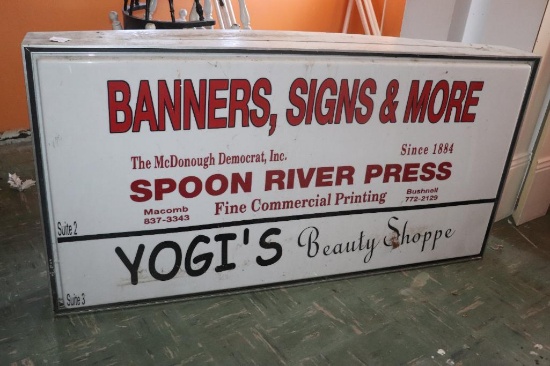 BANNERS, SIGNS & MORE
The McDonough Democrat, Inc. Since 1884
SPOON RIVER PRESS
Macomb Fine Commercial Printing Bushnell
837-3343 772-2129
Suite 2
YOGI'S Beauty Shoppe
Suite 3